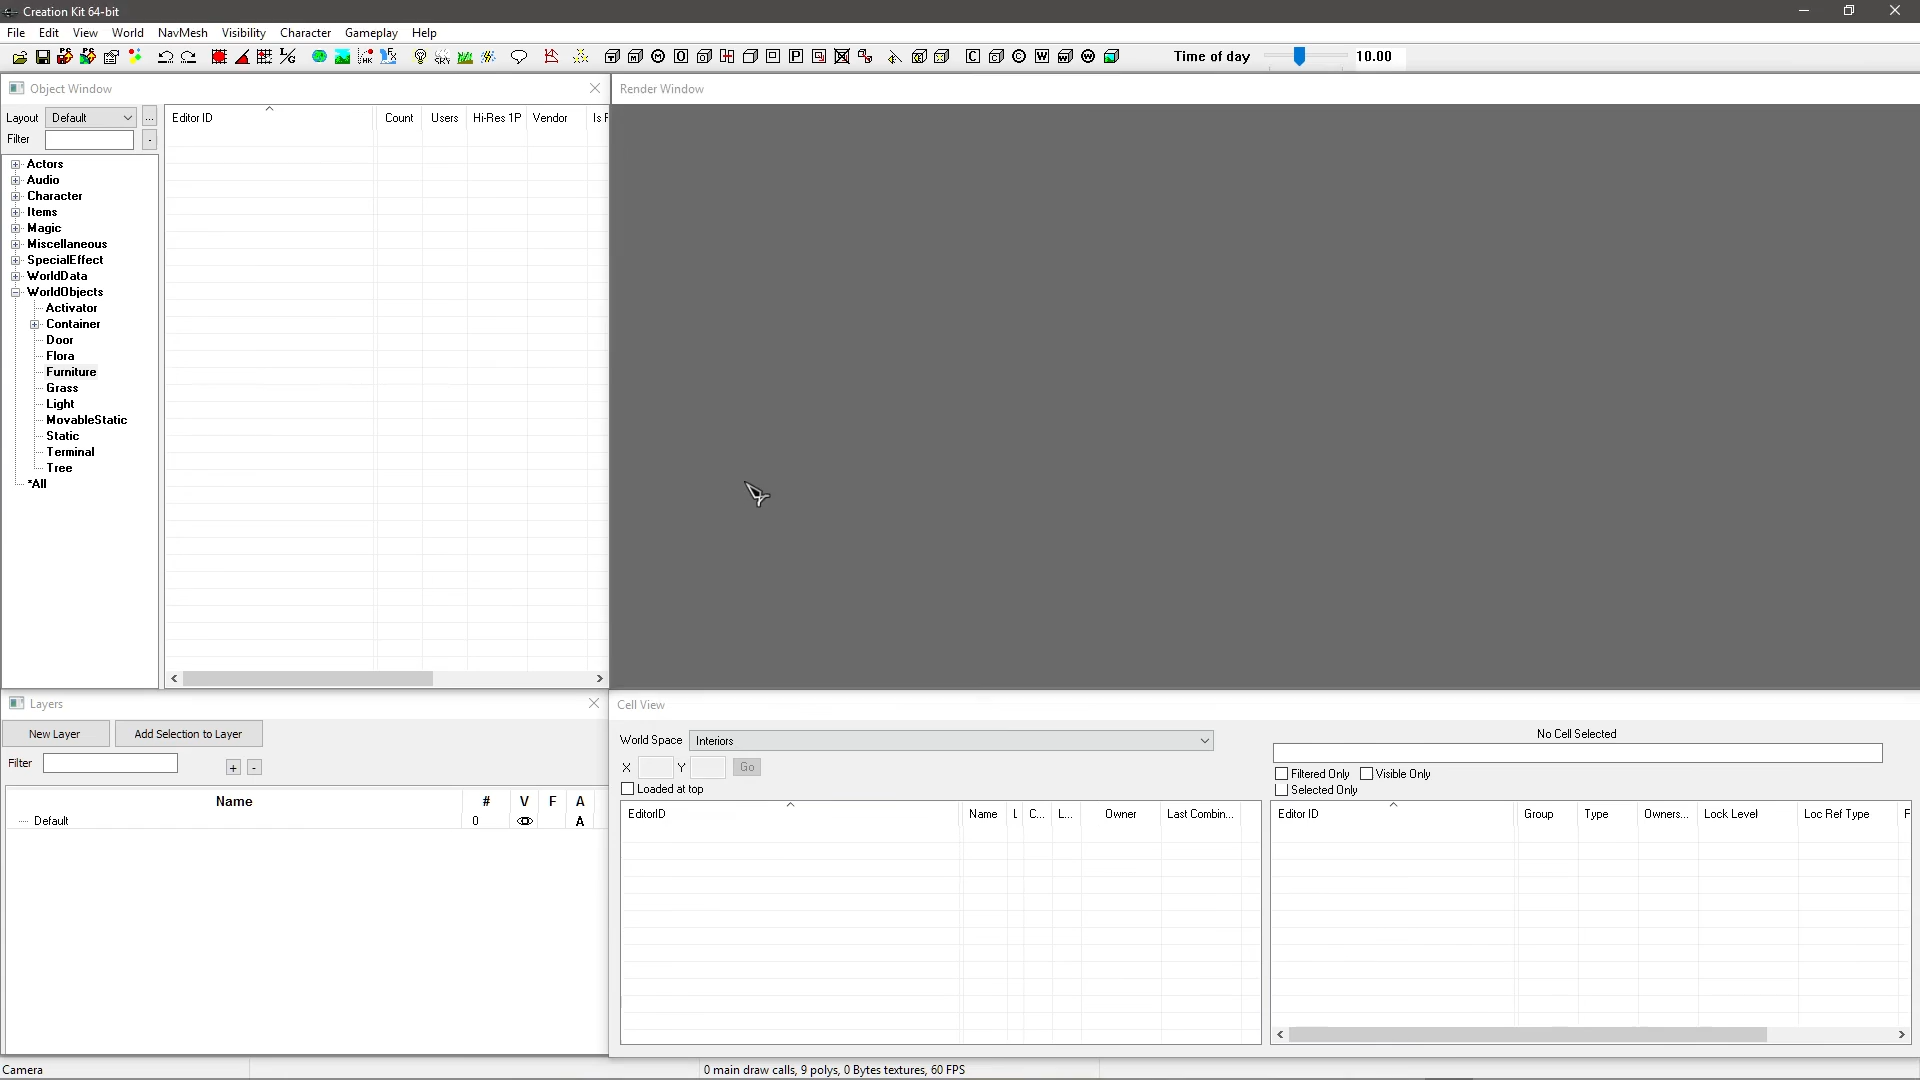 Creation Kit 64-bit
File Edit View World NavMesh Visibility Character Gameplay Help
Time of day 10.00
Object Window
Layout Default ...
Filter -
Actors
Audio
Character
Items
Magic
Miscellaneous
SpecialEffect
WorldData
WorldObjects
Activator
Container
Door
Flora
Furniture
Grass
Light
MovableStatic
Static
Terminal
Tree
*All
Editor ID Count Users Hi-Res 1P Vendor Is F
Render Window
Layers
New Layer Add Selection to Layer
Filter + -
Name # V F A
Default 0 A
Cell View
World Space Interiors
X Y Go
Loaded at top
EditorID Name L C... L... Owner Last Combin...
No Cell Selected
Filtered Only Visible Only
Selected Only
Editor ID Group Type Owners... Lock Level Loc Ref Type F
Camera
0 main draw calls, 9 polys, 0 Bytes textures, 60 FPS